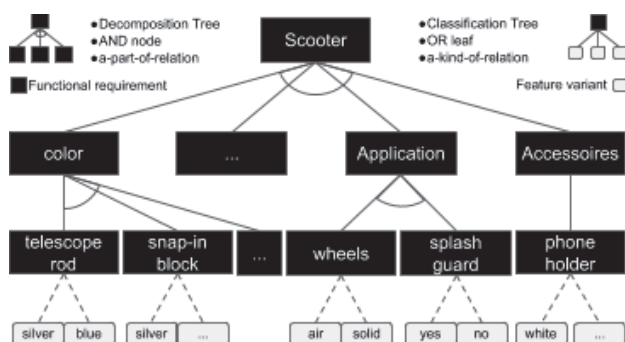 ●Decomposition Tree
●AND node
●a-part-of-relation
Functional requirement
Scooter
●Classification Tree
●OR leaf
●a-kind-of-relation
Feature variant
color
...
Application
Accessoires
telescope
rod
snap-in
block
...
wheels
splash
guard
phone
holder
silver
blue
silver
...
air
solid
yes
no
white
...